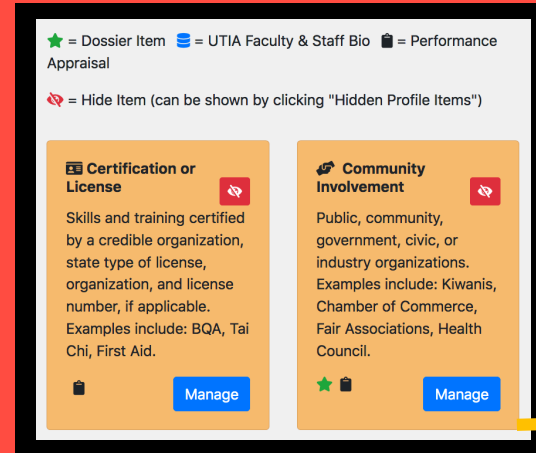 = Dossier Item = UTIA Faculty & Staff Bio = Performance
Appraisal
= Hide Item (can be shown by clicking "Hidden Profile Items")
Certification or
License
Skills and training certified
by a credible organization,
state type of license,
organization, and license
number, if applicable.
Examples include: BQA, Tai
Chi, First Aid.
Manage
Community
Involvement
Public, community,
government, civic, or
industry organizations.
Examples include: Kiwanis,
Chamber of Commerce,
Fair Associations, Health
Council.
Manage